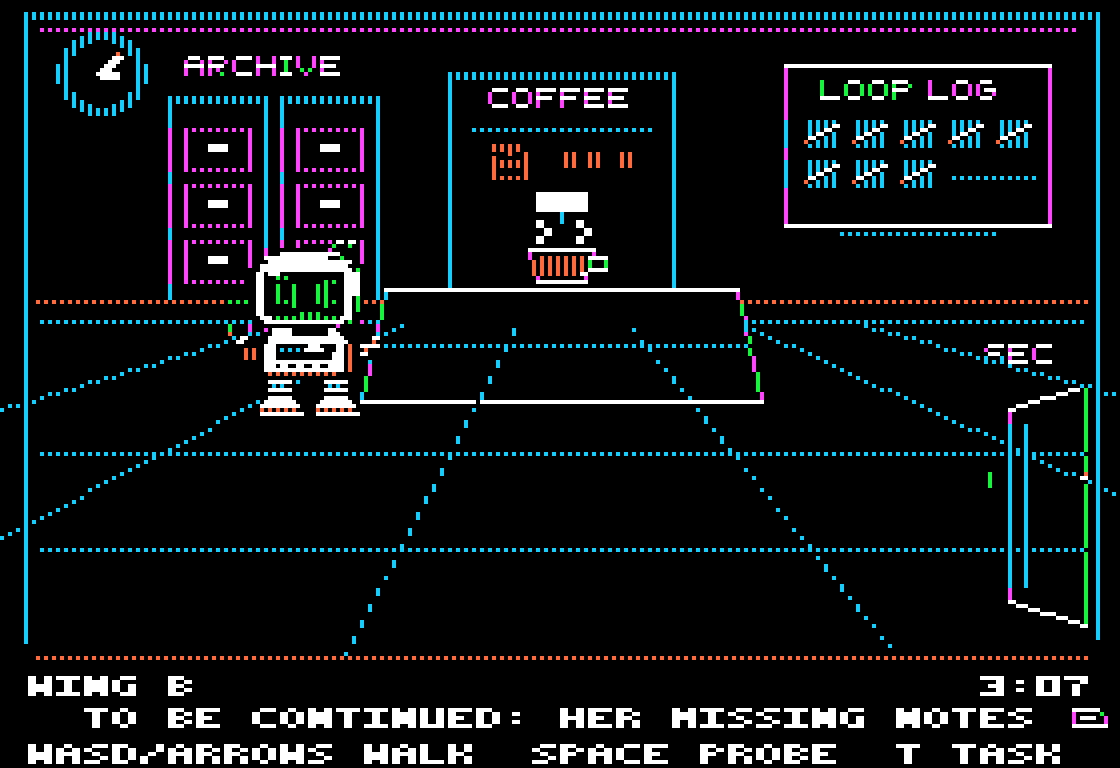 ARCHIVE
COFFEE
LOOP LOG
SEC
WING B 3:07
TO BE CONTINUED: HER MISSING NOTES
WASD/ARROWS WALK SPACE PROBE T TASK